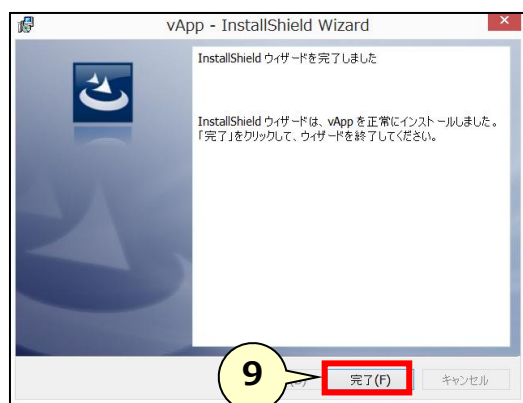 vApp - InstallShield Wizard
InstallShield ウィザードを完了しました
InstallShield ウィザードは、vApp を正常にインストールしました。
「完了」をクリックして、ウィザードを終了してください。
9
完了(F)
キャンセル